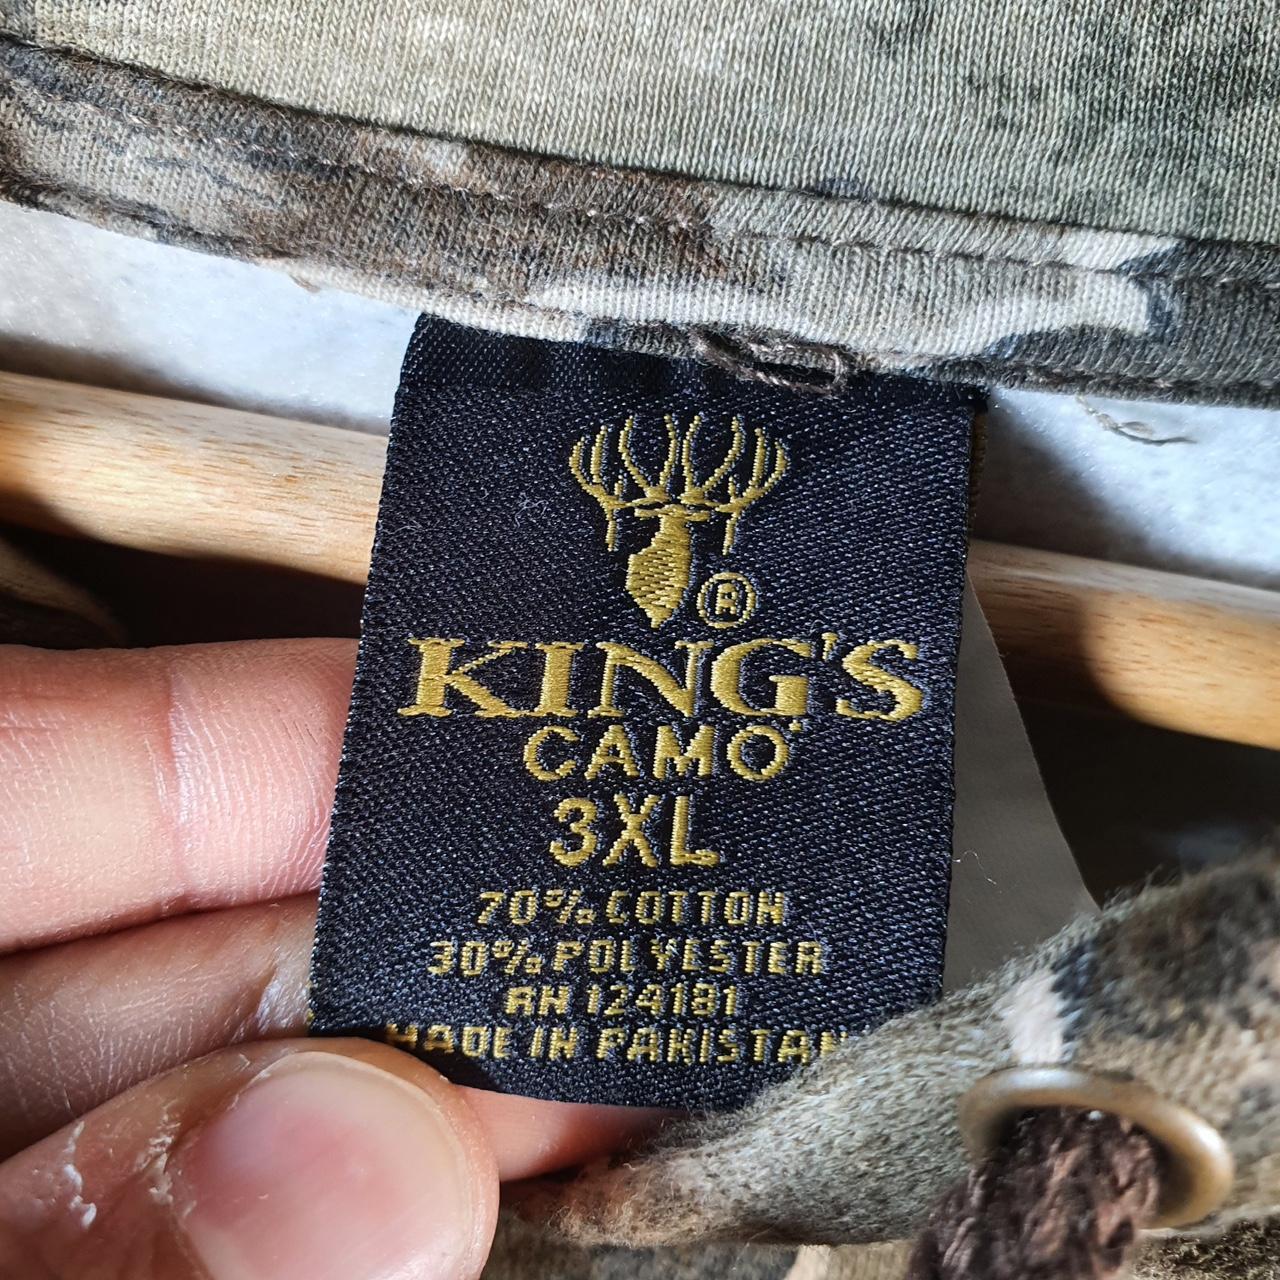 ®
KING'S
CAMO
3XL
70% COTTON
30% POLYESTER
RN 124181
MADE IN PAKISTAN